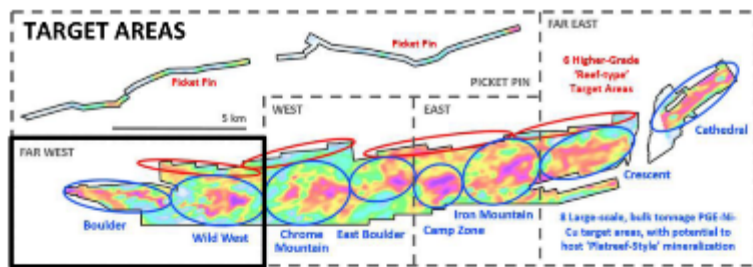 TARGET AREAS
FAR EAST
Picket Pin
Picket Pin
PICKET PIN
6 Higher-Grade
'Reef-type'
Target Areas
5 km
WEST
EAST
Cathedral
FAR WEST
Crescent
Boulder
Wild West
Chrome
Mountain
East Boulder
Camp Zone
Iron Mountain
8 Large-scale, bulk tonnage PGE-Ni-
Cu target areas, with potential to
host 'Platreef-Style' mineralization